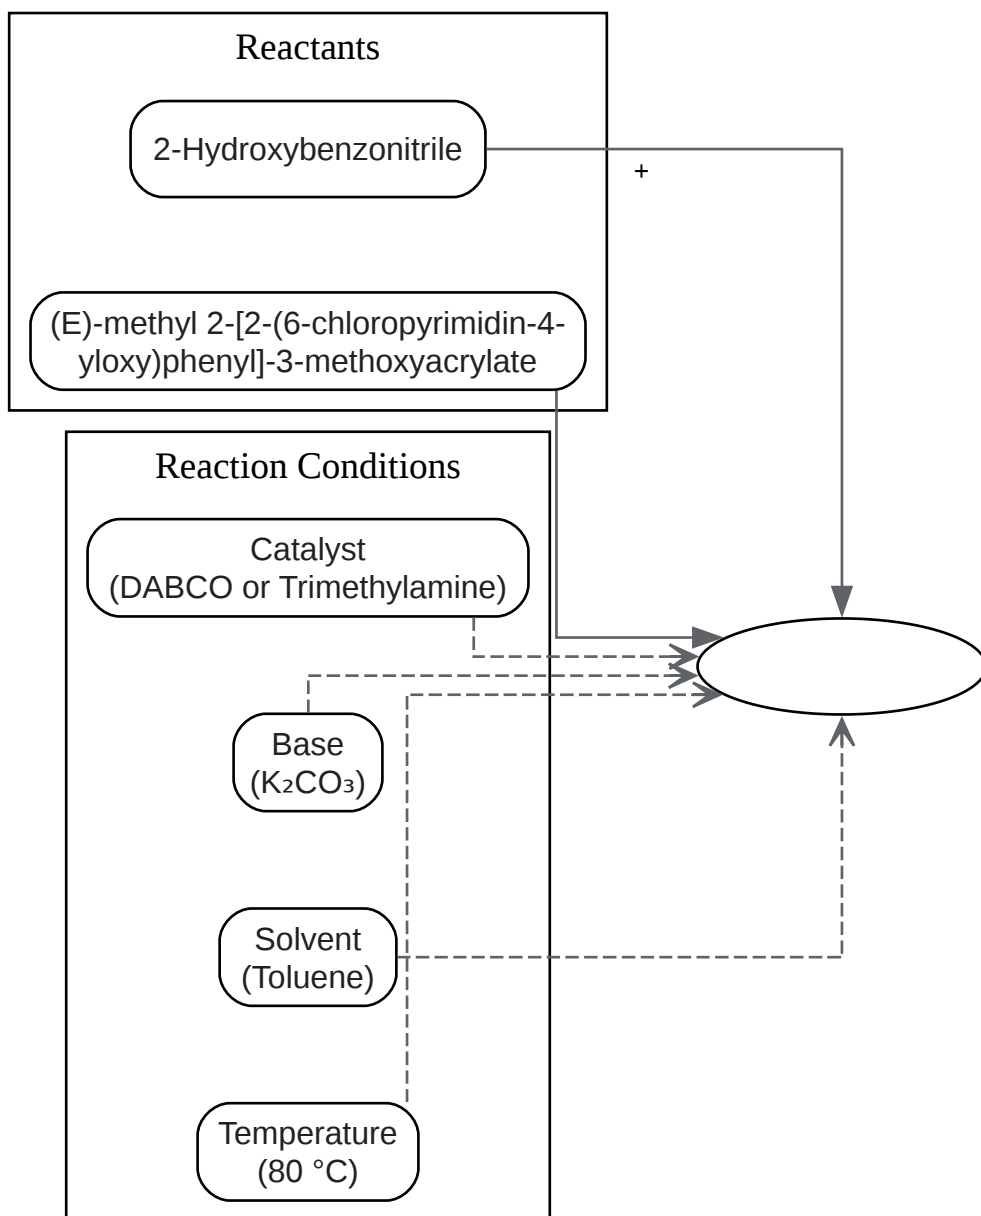 Reactants
2-Hydroxybenzonitrile
+
(E)-methyl 2-[2-(6-chloropyrimidin-4-
yloxy)phenyl]-3-methoxyacrylate
Reaction Conditions
Catalyst
(DABCO or Trimethylamine)
Base
(K₂CO₃)
Solvent
(Toluene)
Temperature
(80 °C)